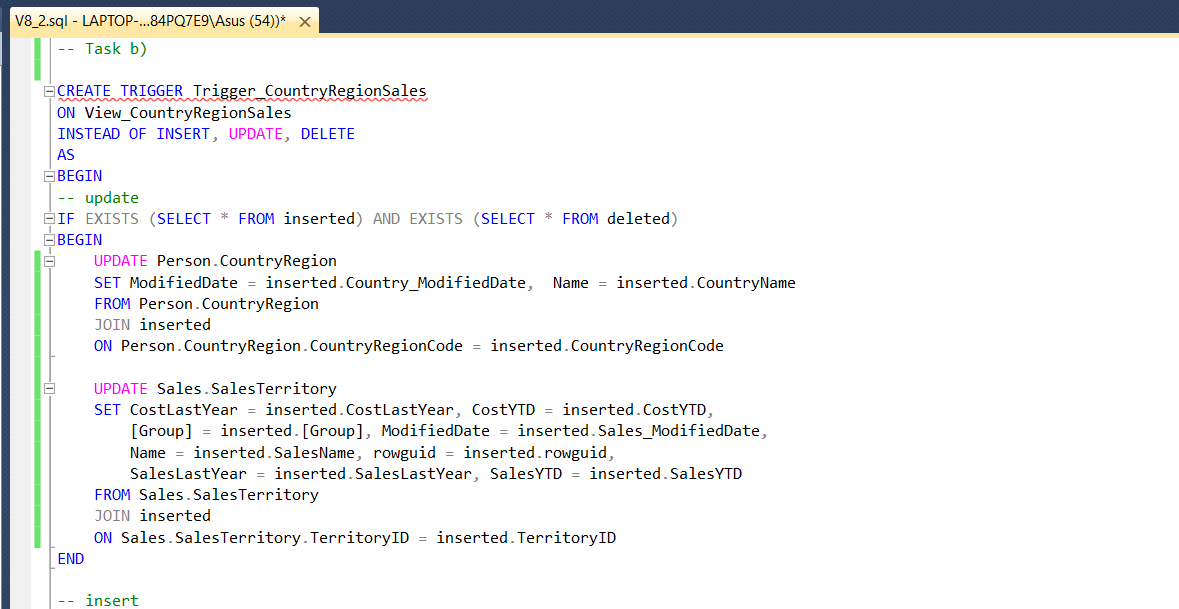 V8_2.sql - LAPTOP-...84PQ7E9\Asus (54))*
-- Task b)
CREATE TRIGGER Trigger_CountryRegionSales
ON View_CountryRegionSales
INSTEAD OF INSERT, UPDATE, DELETE
AS
BEGIN
-- update
IF EXISTS (SELECT * FROM inserted) AND EXISTS (SELECT * FROM deleted)
BEGIN
    UPDATE Person.CountryRegion
    SET ModifiedDate = inserted.Country_ModifiedDate,  Name = inserted.CountryName
    FROM Person.CountryRegion
    JOIN inserted
    ON Person.CountryRegion.CountryRegionCode = inserted.CountryRegionCode
    UPDATE Sales.SalesTerritory
    SET CostLastYear = inserted.CostLastYear, CostYTD = inserted.CostYTD,
        [Group] = inserted.[Group], ModifiedDate = inserted.Sales_ModifiedDate,
        Name = inserted.SalesName, rowguid = inserted.rowguid,
        SalesLastYear = inserted.SalesLastYear, SalesYTD = inserted.SalesYTD
    FROM Sales.SalesTerritory
    JOIN inserted
    ON Sales.SalesTerritory.TerritoryID = inserted.TerritoryID
END
-- insert